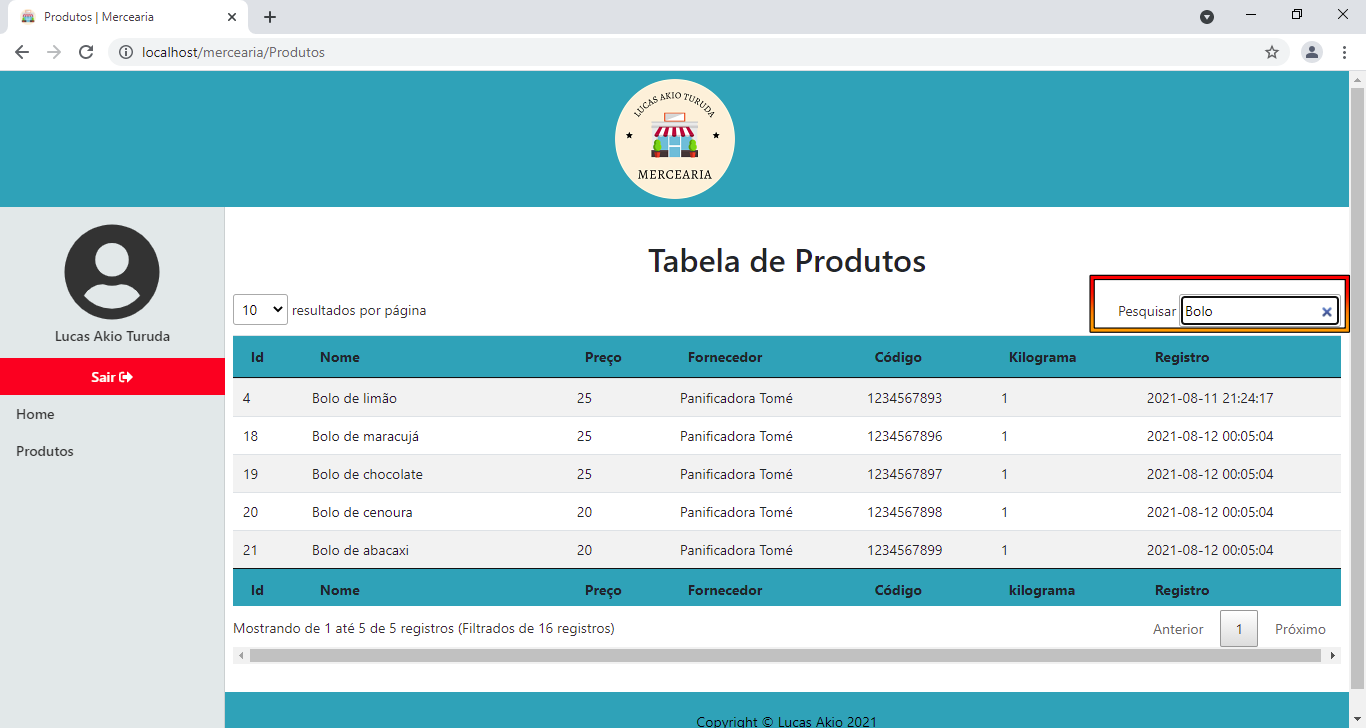 Produtos | Mercearia
localhost/mercearia/Produtos
LUCAS AKIO TURUDA
MERCEARIA
Lucas Akio Turuda
Sair
Home
Produtos
Tabela de Produtos
10 resultados por página
Pesquisar Bolo
Id Nome Preço Fornecedor Código Kilograma Registro
4 Bolo de limão 25 Panificadora Tomé 1234567893 1 2021-08-11 21:24:17
18 Bolo de maracujá 25 Panificadora Tomé 1234567896 1 2021-08-12 00:05:04
19 Bolo de chocolate 25 Panificadora Tomé 1234567897 1 2021-08-12 00:05:04
20 Bolo de cenoura 20 Panificadora Tomé 1234567898 1 2021-08-12 00:05:04
21 Bolo de abacaxi 20 Panificadora Tomé 1234567899 1 2021-08-12 00:05:04
Id Nome Preço Fornecedor Código kilograma Registro
Mostrando de 1 até 5 de 5 registros (Filtrados de 16 registros)
Anterior 1 Próximo
Copyright © Lucas Akio 2021